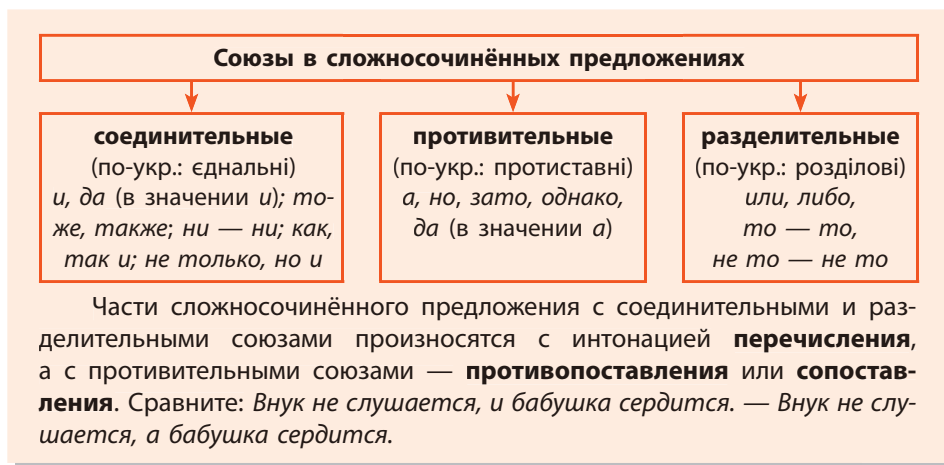 Союзы в сложносочинённых предложениях
соединительные
(по-укр.: єднальні)
и, да (в значении и); то-
же, также; ни — ни; как,
так и; не только, но и
противительные
(по-укр.: протиставні)
а, но, зато, однако,
да (в значении а)
разделительные
(по-укр.: розділові)
или, либо,
то — то,
не то — не то
Части сложносочинённого предложения с соединительными и раз-
делительными союзами произносятся с интонацией перечисления,
а с противительными союзами — противопоставления или сопостав-
ления. Сравните: Внук не слушается, и бабушка сердится. — Внук не слу-
шается, а бабушка сердится.